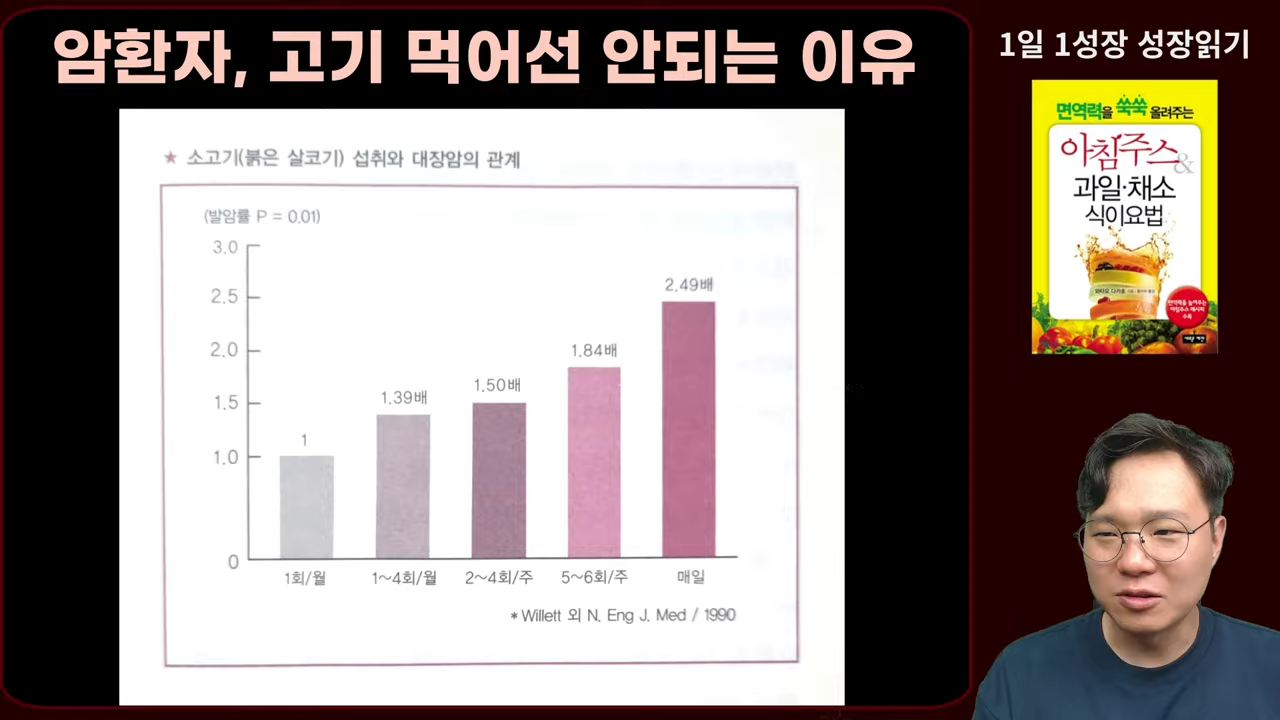 암환자, 고기 먹어선 안되는 이유
1일 1성장 성장읽기
면역력을 쑥쑥 올려주는
아침주스 &
과일·채소
식이요법
★ 소고기(붉은 살코기) 섭취와 대장암의 관계
(발암률 P = 0.01)
3.0
2.5
2.0
1.5
1.0
0
1
1.39배
1.50배
1.84배
2.49배
1회/월
1~4회/월
2~4회/주
5~6회/주
매일
* Willett 외 N. Eng J. Med / 1990